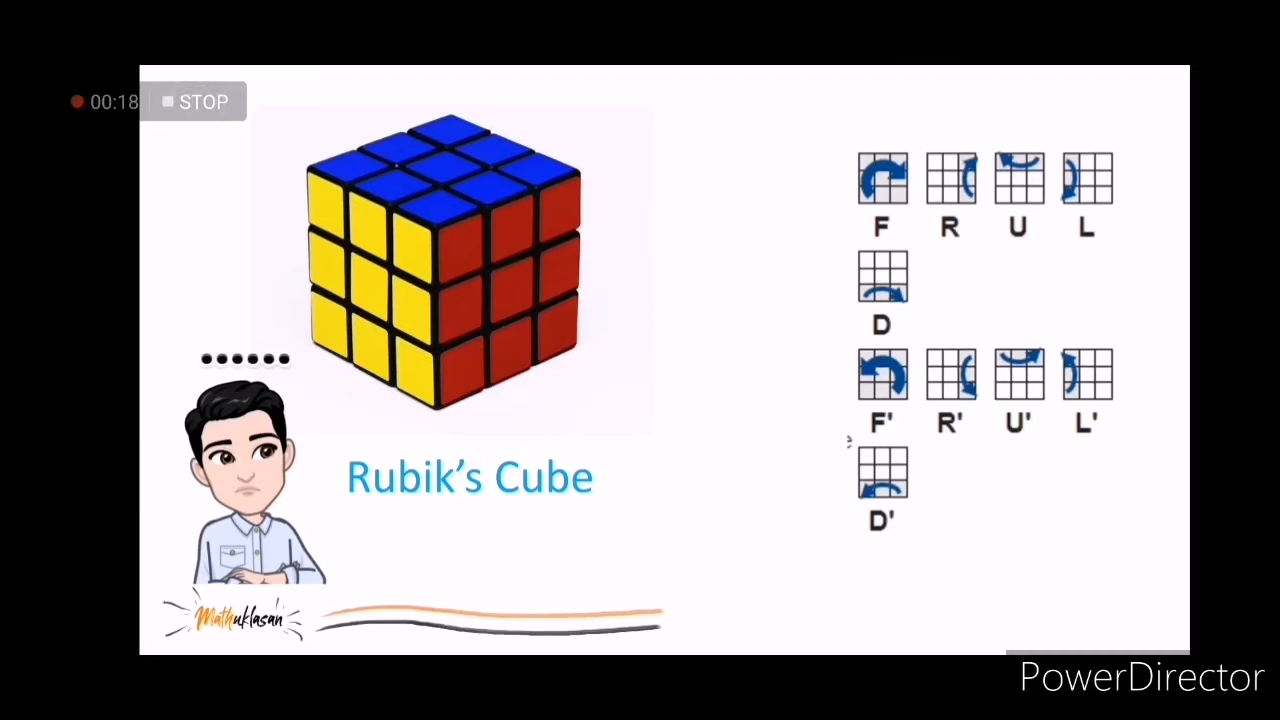 00:18 STOP
F R U L
D
F' R' U' L'
e
D'
Rubik's Cube
Mathuklasan
PowerDirector